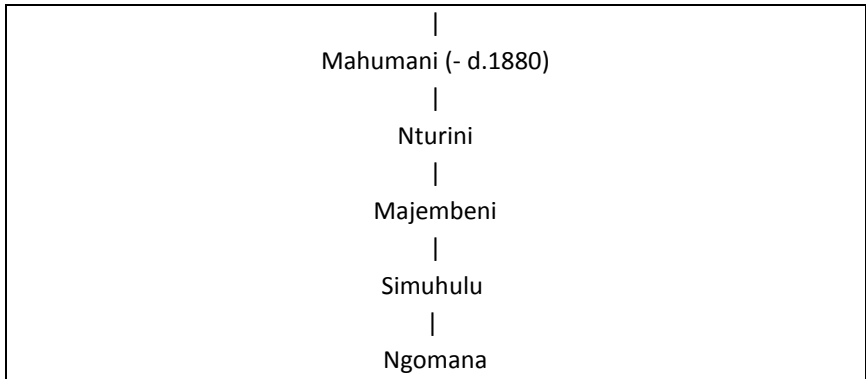 |
Mahumani (- d.1880)
|
Nturini
|
Majembeni
|
Simuhulu
|
Ngomana